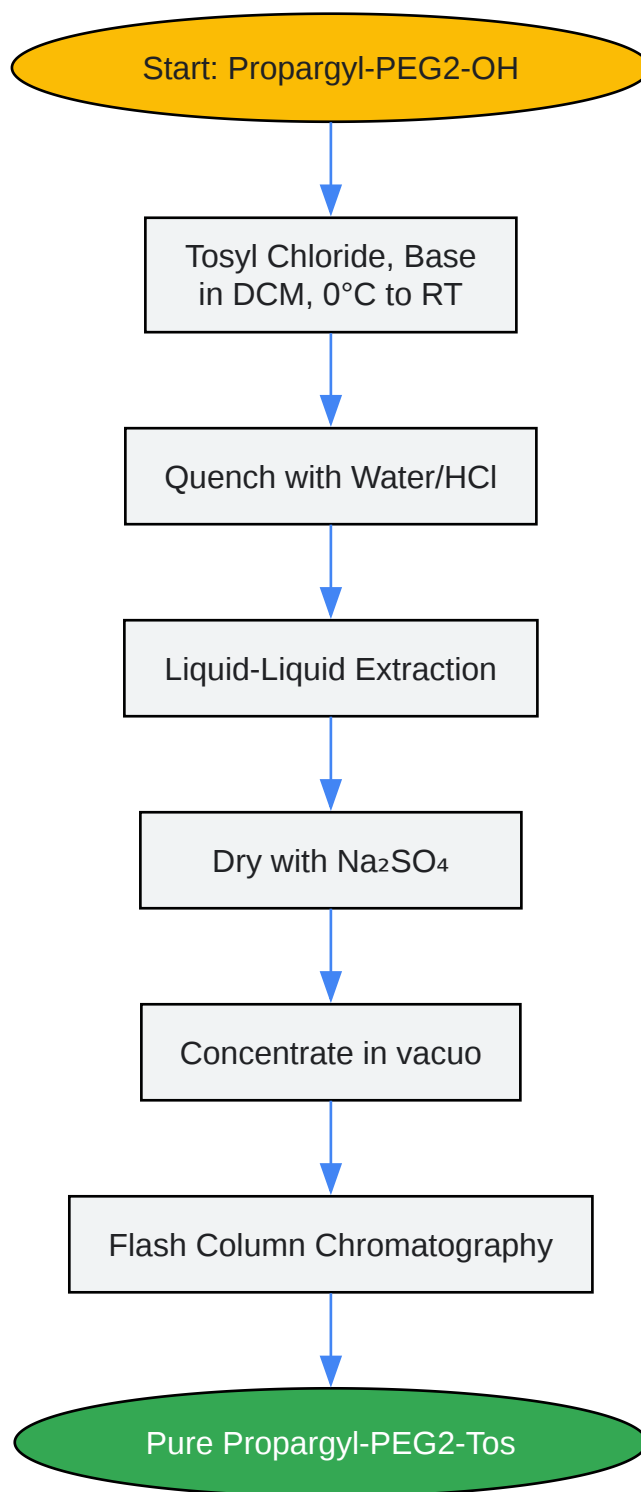 Start: Propargyl-PEG2-OH
Tosyl Chloride, Base
in DCM, 0°C to RT
Quench with Water/HCl
Liquid-Liquid Extraction
Dry with Na₂SO₄
Concentrate in vacuo
Flash Column Chromatography
Pure Propargyl-PEG2-Tos